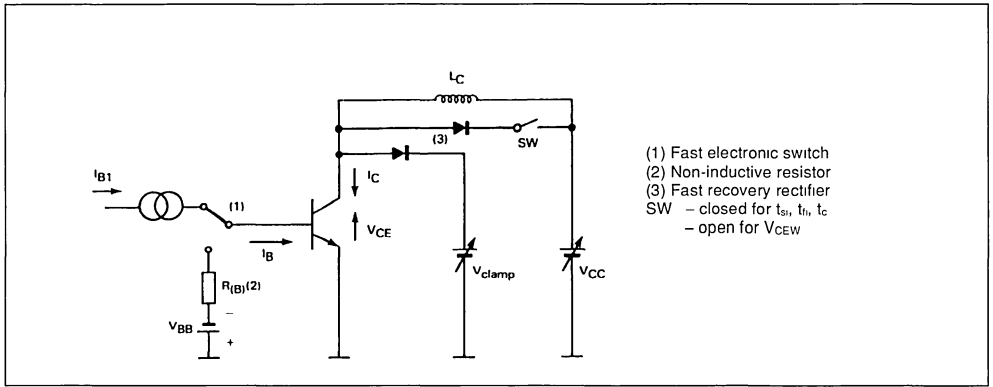 LC
(3)
SW
IB1
(1)
IC
VCE
IB
R(B)(2)
VBB
−
+
Vclamp
VCC
(1) Fast electronic switch
(2) Non-inductive resistor
(3) Fast recovery rectifier
SW – closed for tsi, tfi, tc
– open for VCEW